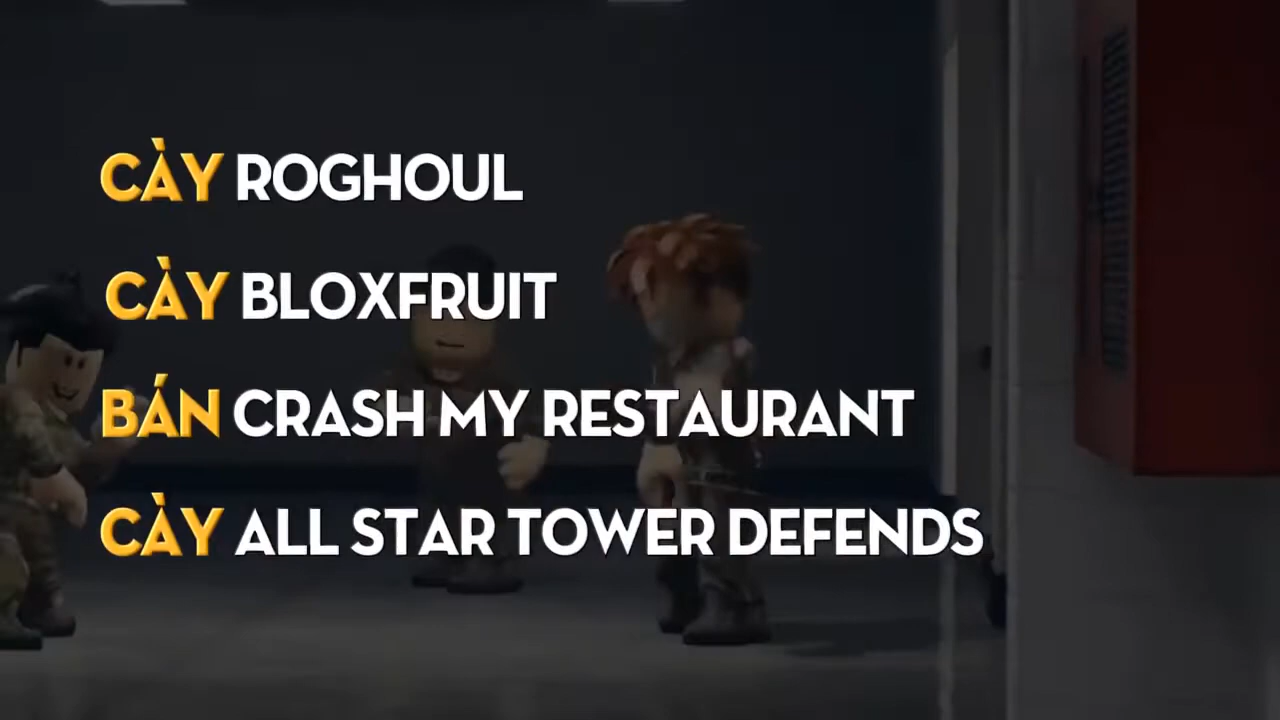 CÀY ROGHOUL
CÀY BLOXFRUIT
BÁN CRASH MY RESTAURANT
CÀY ALL STAR TOWER DEFENDS